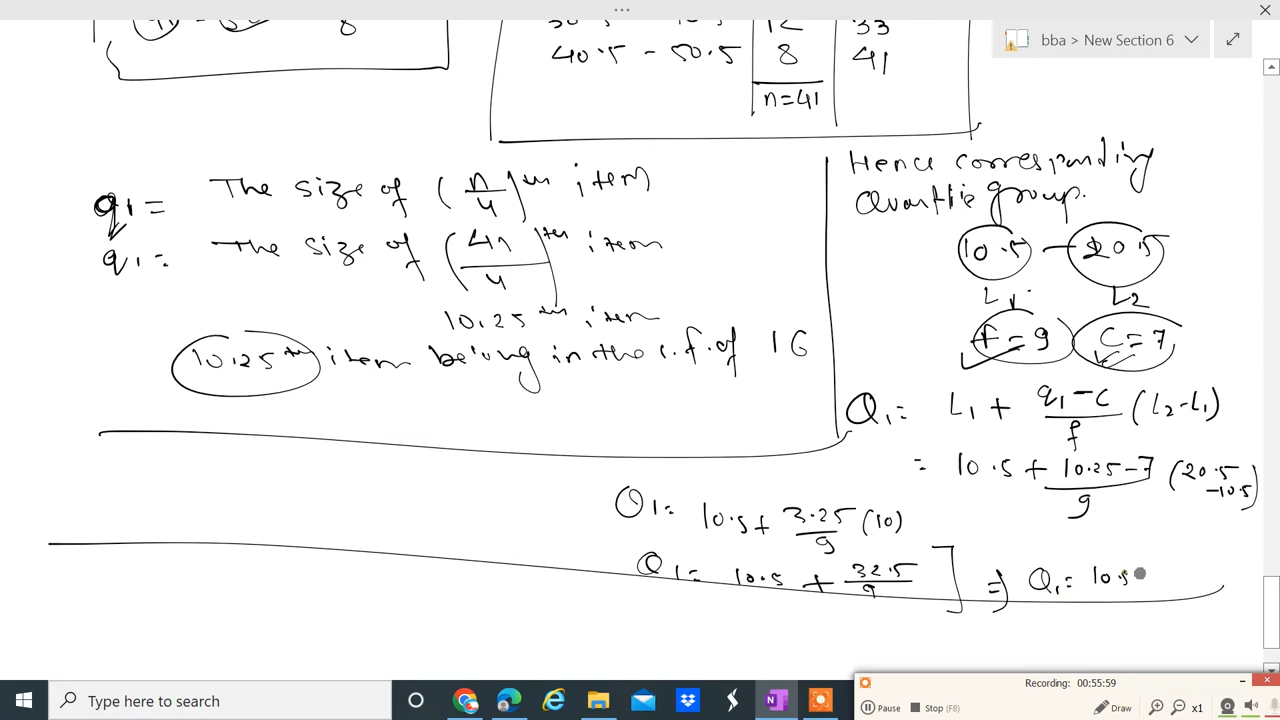 bba > New Section 6
8
12 33
40.5 - 50.5 8 41
n=41
q1= The size of (n/4)th item
q1= The size of (41/4)th item
10.25th item
10.25th item belong in the c.f. of 16
Hence corresponding
group.
10.5 - 20.5
L1 L2
f=9 C=7
Q1= L1 + q1-c/f (L2-L1)
= 10.5 + 10.25-7/9 (20.5
-10.5)
Q1= 10.5+ 3.25/9 (10)
Q1= 10.5 + 32.5/9 ] ⇒ Q1= 10.5
Recording: 00:55:59
Pause Stop (F8) Draw x1
Type here to search